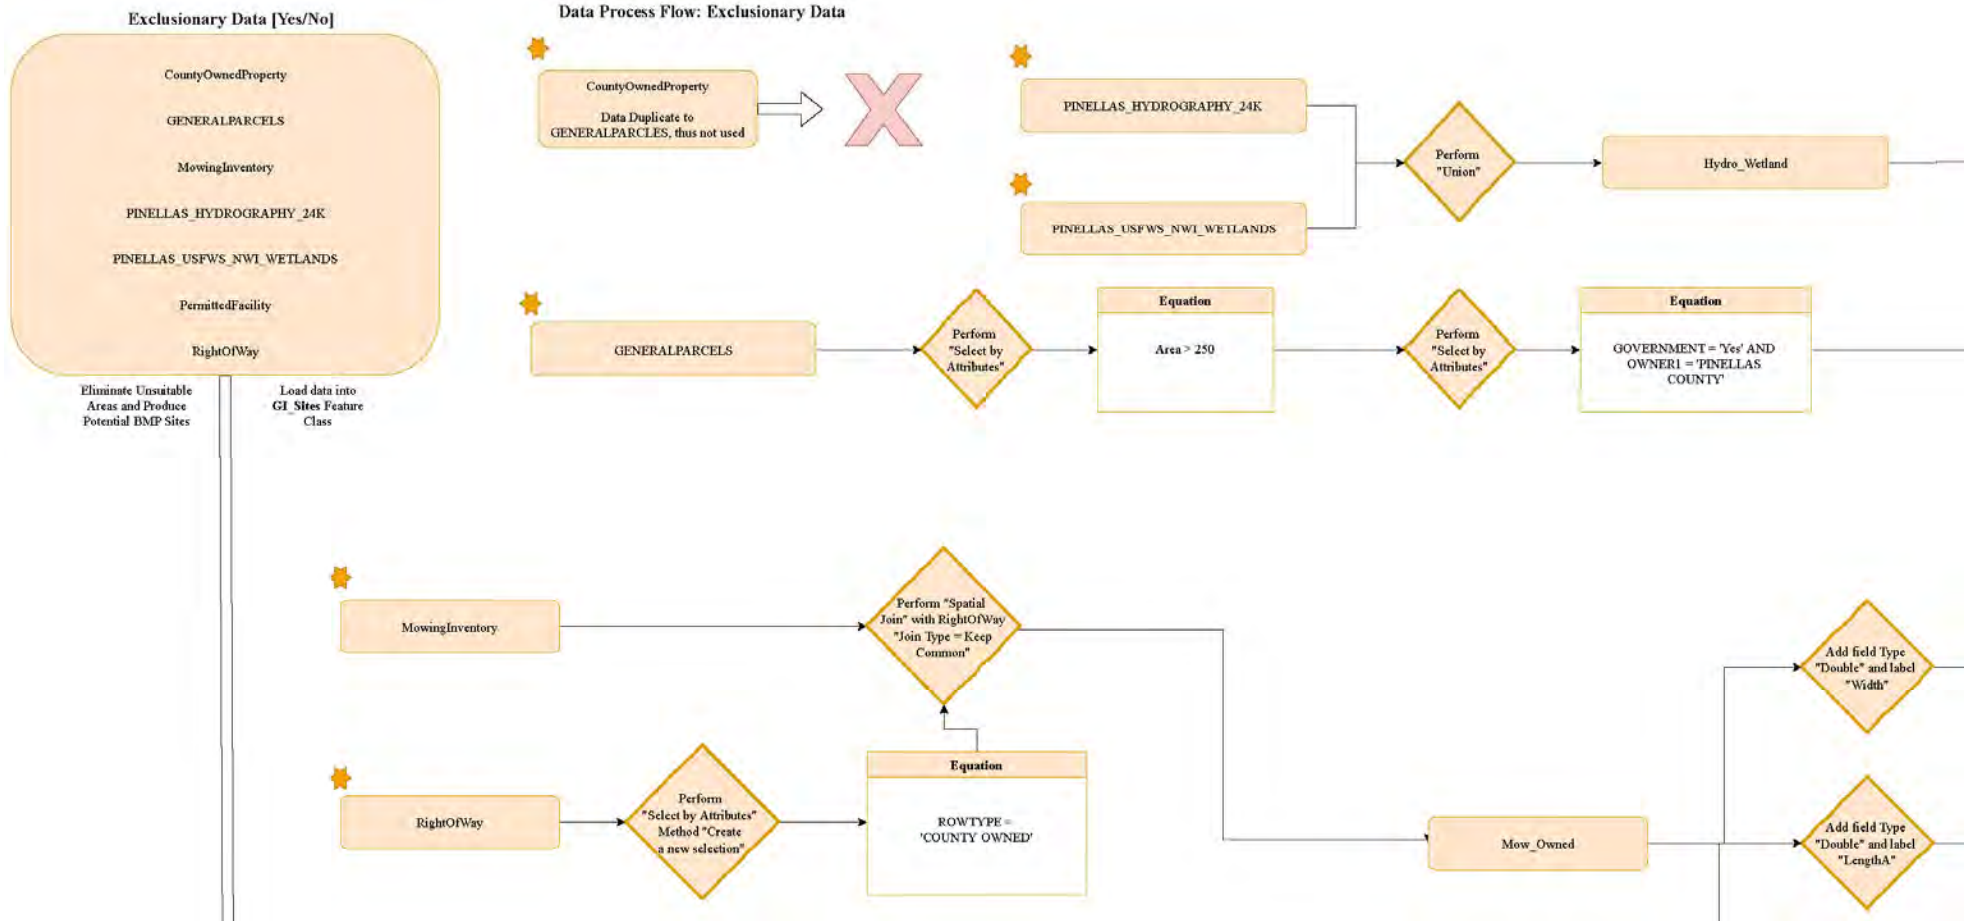 Exclusionary Data [Yes/No]
CountyOwnedProperty
GENERALPARCELS
MowingInventory
PINELLAS_HYDROGRAPHY_24K
PINELLAS_USFWS_NWI_WETLANDS
PermittedFacility
RightOfWay
Eliminate Unsuitable
Areas and Produce
Potential BMP Sites
Load data into
GI_Sites Feature
Class
Data Process Flow: Exclusionary Data
CountyOwnedProperty
Data Duplicate to
GENERALPARCLES, thus not used
X
PINELLAS_HYDROGRAPHY_24K
PINELLAS_USFWS_NWI_WETLANDS
Perform
"Union"
Hydro_Wetland
GENERALPARCELS
Perform
"Select by
Attributes"
Equation
Area > 250
Perform
"Select by
Attributes"
Equation
GOVERNMENT = 'Yes' AND
OWNER1 = 'PINELLAS
COUNTY'
MowingInventory
Perform "Spatial
Join" with RightOfWay
"Join Type = Keep
Common"
RightOfWay
Perform
"Select by Attributes"
Method "Create
a new selection"
Equation
ROWTYPE =
'COUNTY OWNED'
Mow_Owned
Add field Type
"Double" and label
"Width"
Add field Type
"Double" and label
"LengthA"